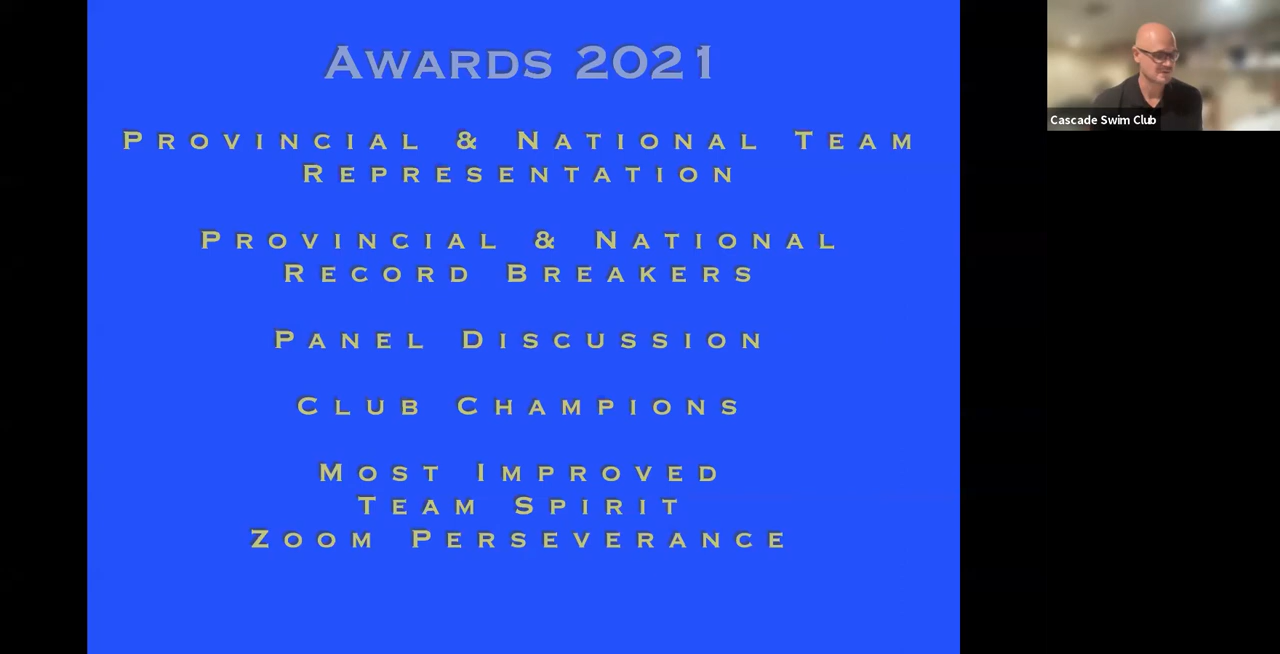 Awards 2021
Provincial & National Team
Representation
Provincial & National
Record Breakers
Panel Discussion
Club Champions
Most Improved
Team Spirit
Zoom Perseverance
Cascade Swim Club